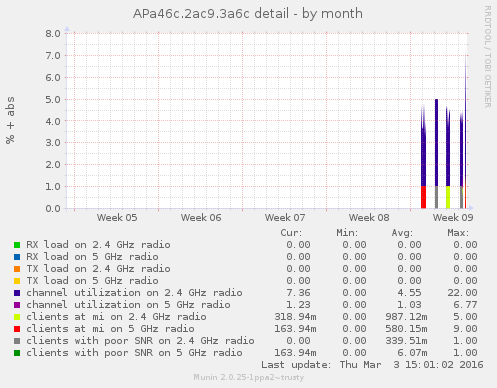 APa46c.2ac9.3a6c detail - by month
RRDTOOL / TOBI OETIKER
% + abs
8.0
7.0
6.0
5.0
4.0
3.0
2.0
1.0
0.0
Week 05 Week 06 Week 07 Week 08 Week 09
Cur: Min: Avg: Max:
RX load on 2.4 GHz radio 0.00 0.00 0.00 0.00
RX load on 5 GHz radio 0.00 0.00 0.00 0.00
TX load on 2.4 GHz radio 0.00 0.00 0.00 0.00
TX load on 5 GHz radio 0.00 0.00 0.00 0.00
channel utilization on 2.4 GHz radio 7.36 0.00 4.55 22.00
channel utilization on 5 GHz radio 1.23 0.00 1.03 6.77
clients at mi on 2.4 GHz radio 318.94m 0.00 987.12m 5.00
clients at mi on 5 GHz radio 163.94m 0.00 580.15m 9.00
clients with poor SNR on 2.4 GHz radio 0.00 0.00 339.51m 1.00
clients with poor SNR on 5 GHz radio 163.94m 0.00 6.07m 1.00
Last update: Thu Mar 3 15:01:02 2016
Munin 2.0.25-1ppa2~trusty